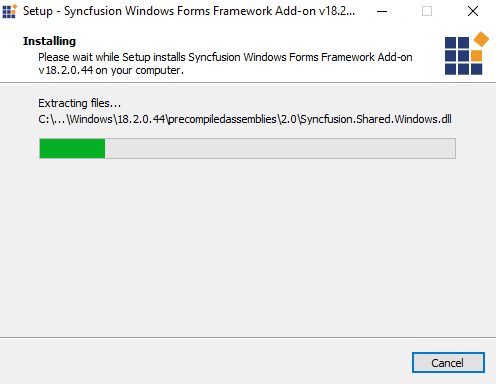 Setup - Syncfusion Windows Forms Framework Add-on v18.2...
Installing
Please wait while Setup installs Syncfusion Windows Forms Framework Add-on
v18.2.0.44 on your computer.
Extracting files...
C:\...\Windows\18.2.0.44\precompiledassemblies\2.0\Syncfusion.Shared.Windows.dll
Cancel